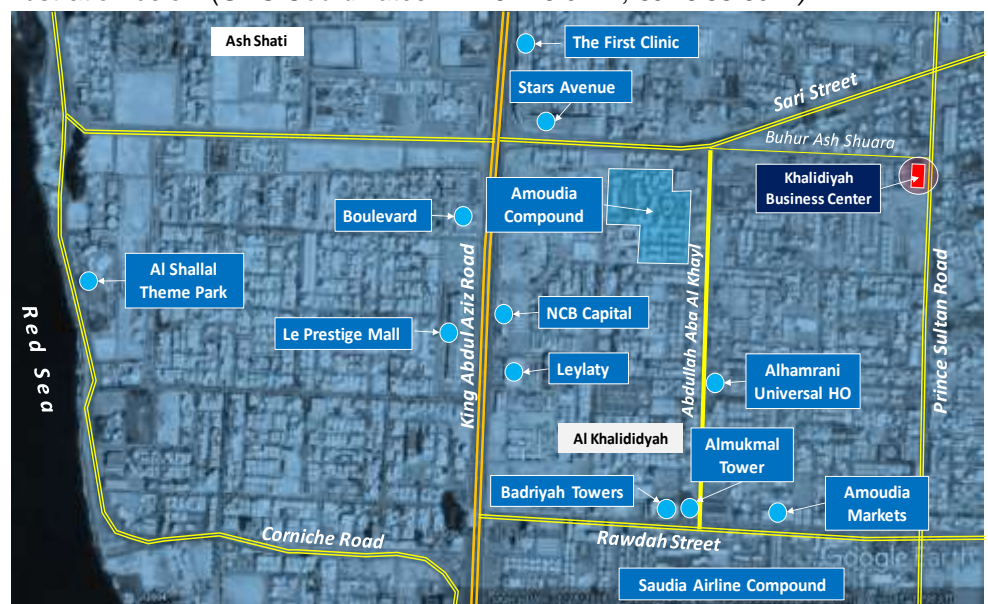 Ash Shati
The First Clinic
Stars Avenue
Sari Street
Buhur Ash Shuara
Khalidiyah
Business Center
Amoudia
Compound
Boulevard
Al Shallal
Theme Park
Red Sea
King Abdul Aziz Road
NCB Capital
Le Prestige Mall
Leylaty
Abdullah Aba Al Khayl
Prince Sultan Road
Alhamrani
Universal HO
Al Khalididyah
Almukmal
Tower
Badriyah Towers
Amoudia
Markets
Corniche Road
Rawdah Street
Google Earth
Saudia Airline Compound